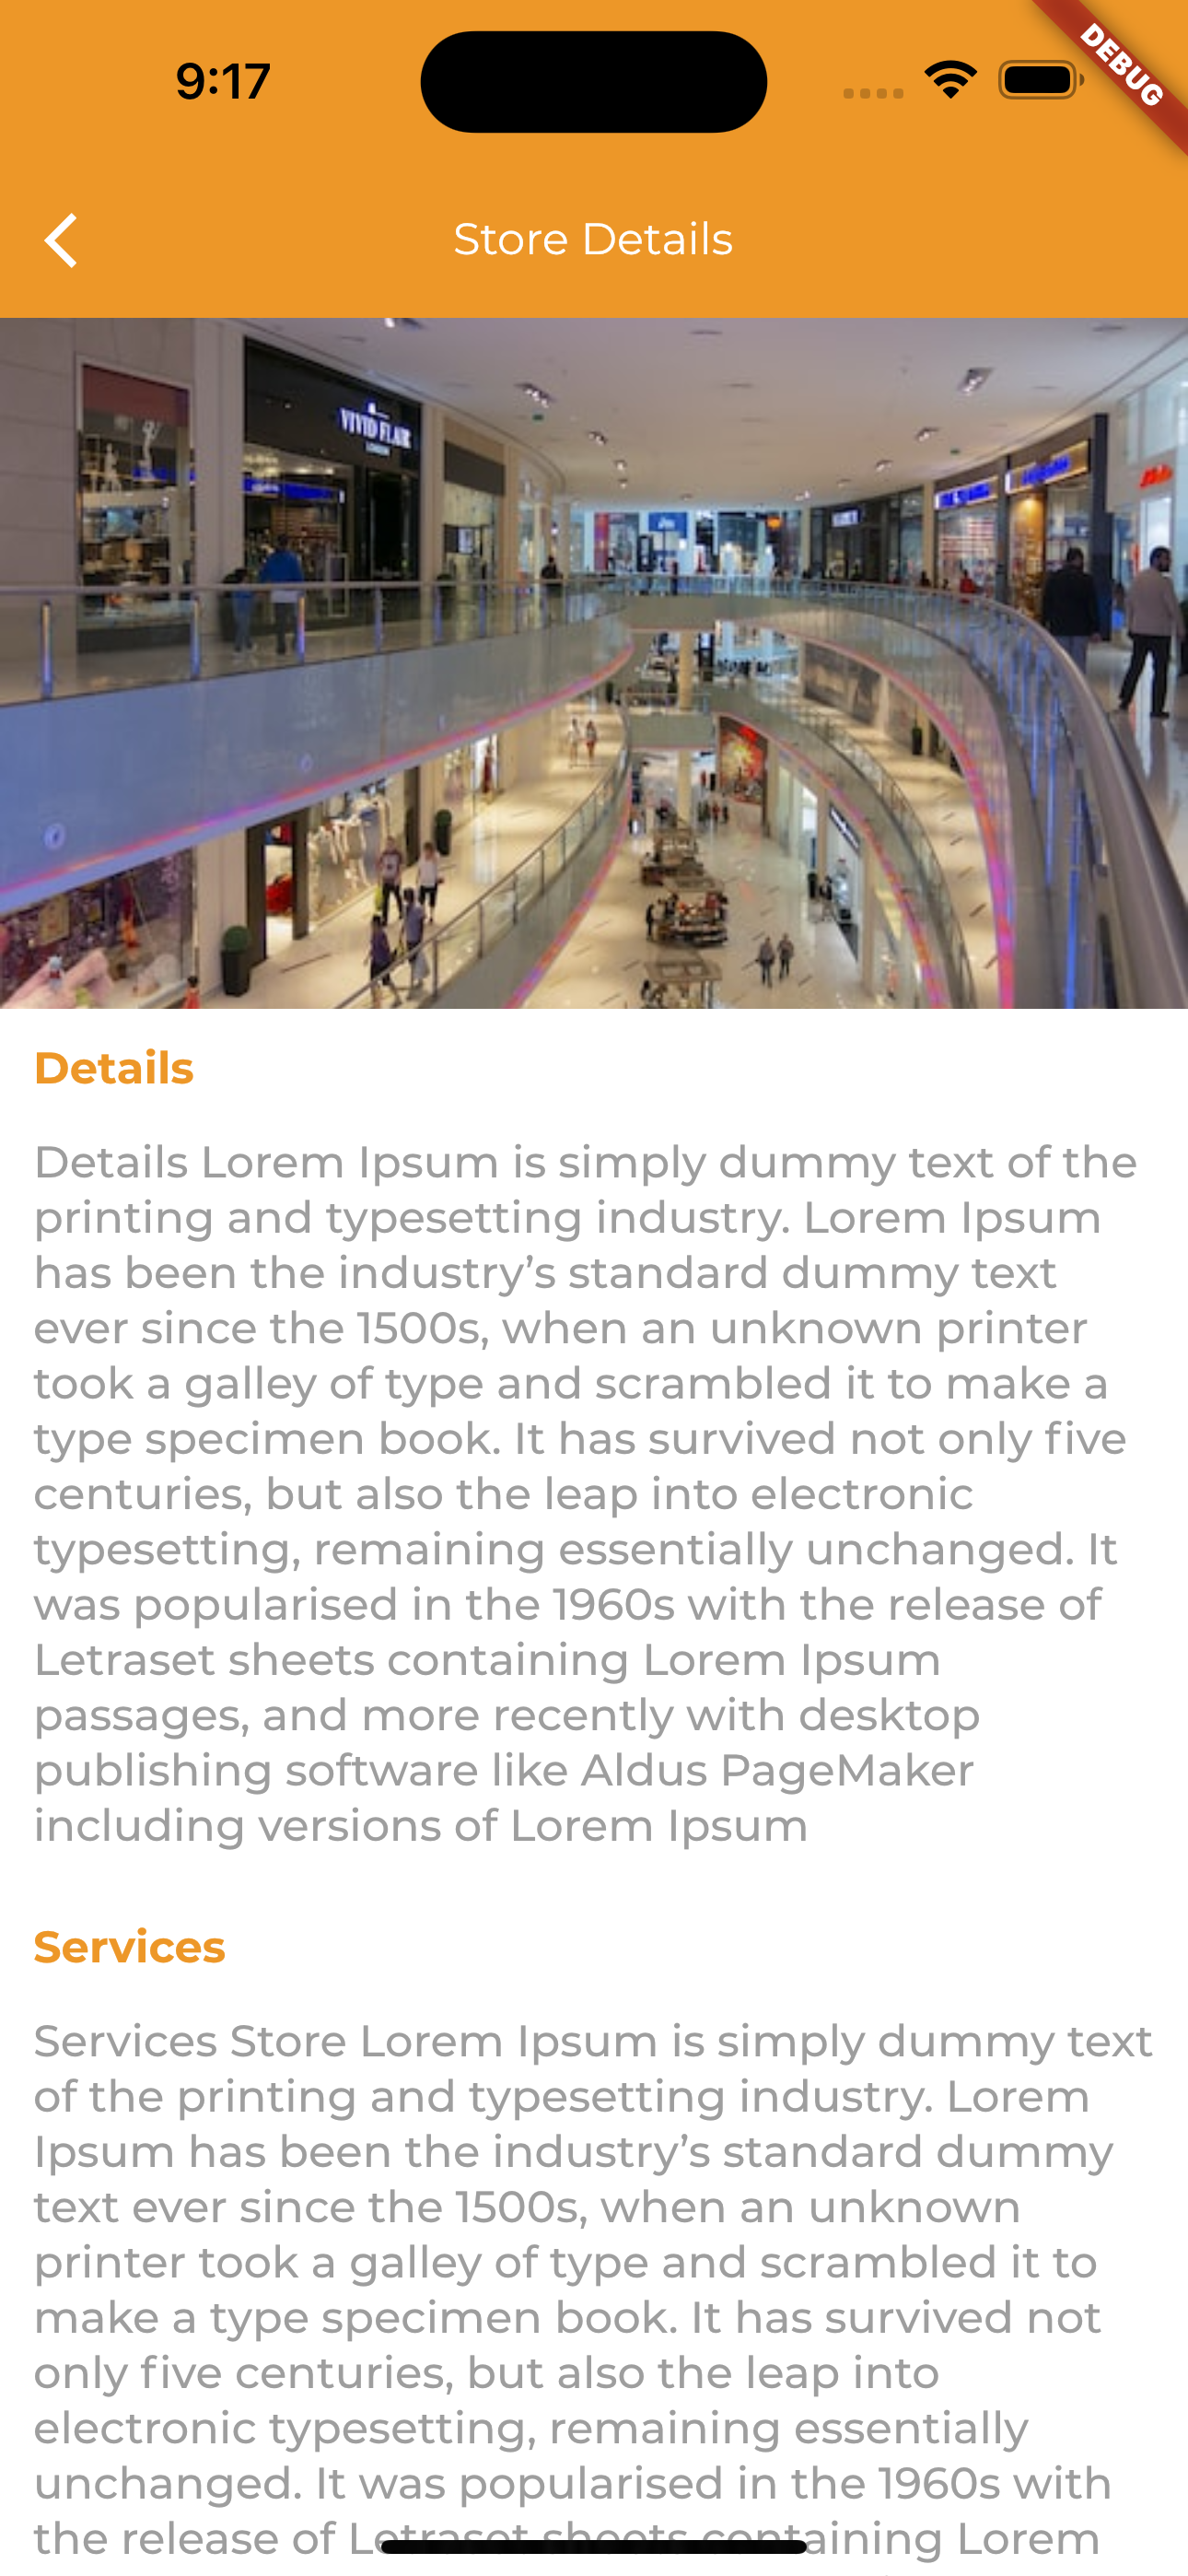 9:17
DEBUG
Store Details
VIVID FLAIR
LONDON
Details
Details Lorem Ipsum is simply dummy text of the
printing and typesetting industry. Lorem Ipsum
has been the industry’s standard dummy text
ever since the 1500s, when an unknown printer
took a galley of type and scrambled it to make a
type specimen book. It has survived not only five
centuries, but also the leap into electronic
typesetting, remaining essentially unchanged. It
was popularised in the 1960s with the release of
Letraset sheets containing Lorem Ipsum
passages, and more recently with desktop
publishing software like Aldus PageMaker
including versions of Lorem Ipsum
Services
Services Store Lorem Ipsum is simply dummy text
of the printing and typesetting industry. Lorem
Ipsum has been the industry’s standard dummy
text ever since the 1500s, when an unknown
printer took a galley of type and scrambled it to
make a type specimen book. It has survived not
only five centuries, but also the leap into
electronic typesetting, remaining essentially
unchanged. It was popularised in the 1960s with
the release of Letraset sheets containing Lorem